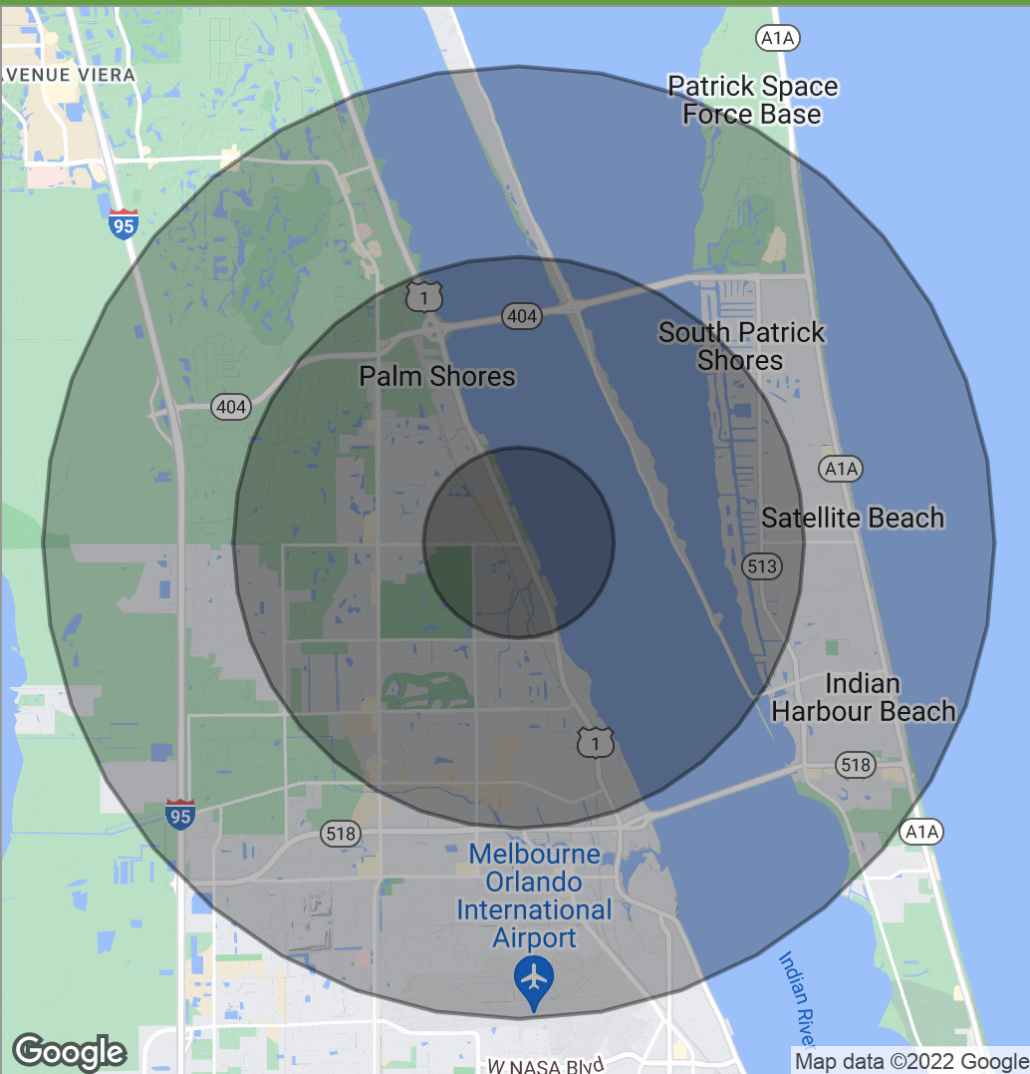 A1A
Patrick Space
Force Base
AVENUE VIERA
95
1
404
South Patrick
Shores
Palm Shores
404
A1A
Satellite Beach
513
Indian
Harbour Beach
1
518
95
518
A1A
Melbourne
Orlando
International
Airport
Indian River
Google
W NASA Blvd
Map data ©2022 Google